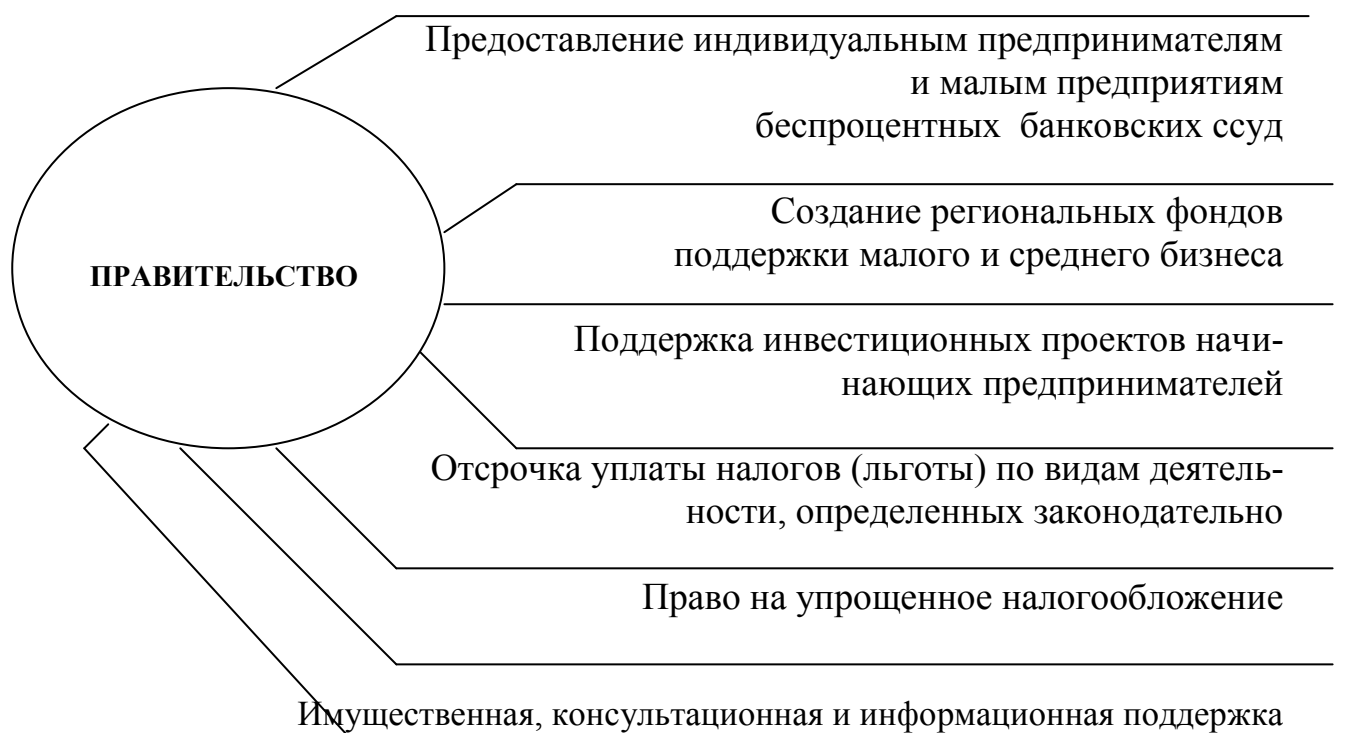 Предоставление индивидуальным предпринимателям
и малым предприятиям
беспроцентных банковских ссуд
Создание региональных фондов
поддержки малого и среднего бизнеса
ПРАВИТЕЛЬСТВО
Поддержка инвестиционных проектов начи-
нающих предпринимателей
Отсрочка уплаты налогов (льготы) по видам деятель-
ности, определенных законодательно
Право на упрощенное налогообложение
Имущественная, консультационная и информационная поддержка